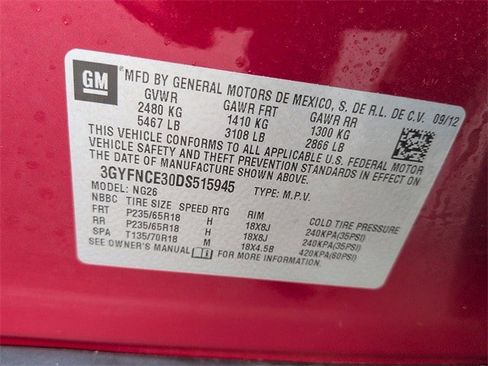 GM
MFD BY GENERAL MOTORS DE MEXICO, S. DE R.L. DE C.V. 09/12
GVWR GAWR FRT GAWR RR
2480 KG 1410 KG 1300 KG
5467 LB 3108 LB 2866 LB
THIS VEHICLE CONFORMS TO ALL APPLICABLE U.S. FEDERAL MOTOR
VEHICLE SAFETY AND THEFT PREVENTION STANDARDS IN EFFECT ON
THE DATE OF MANUFACTURE SHOWN ABOVE.
3GYFNCE30DS515945 TYPE: M.P.V.
MODEL: NG26
NBBC TIRE SIZE SPEED RTG RIM COLD TIRE PRESSURE
FRT P235/65R18 H 18X8J 240KPA(35PSI)
RR P235/65R18 H 18X8J 240KPA(35PSI)
SPA T135/70R18 M 18X4.5B 420KPA(60PSI)
SEE OWNER'S MANUAL FOR MORE INFORMATION.